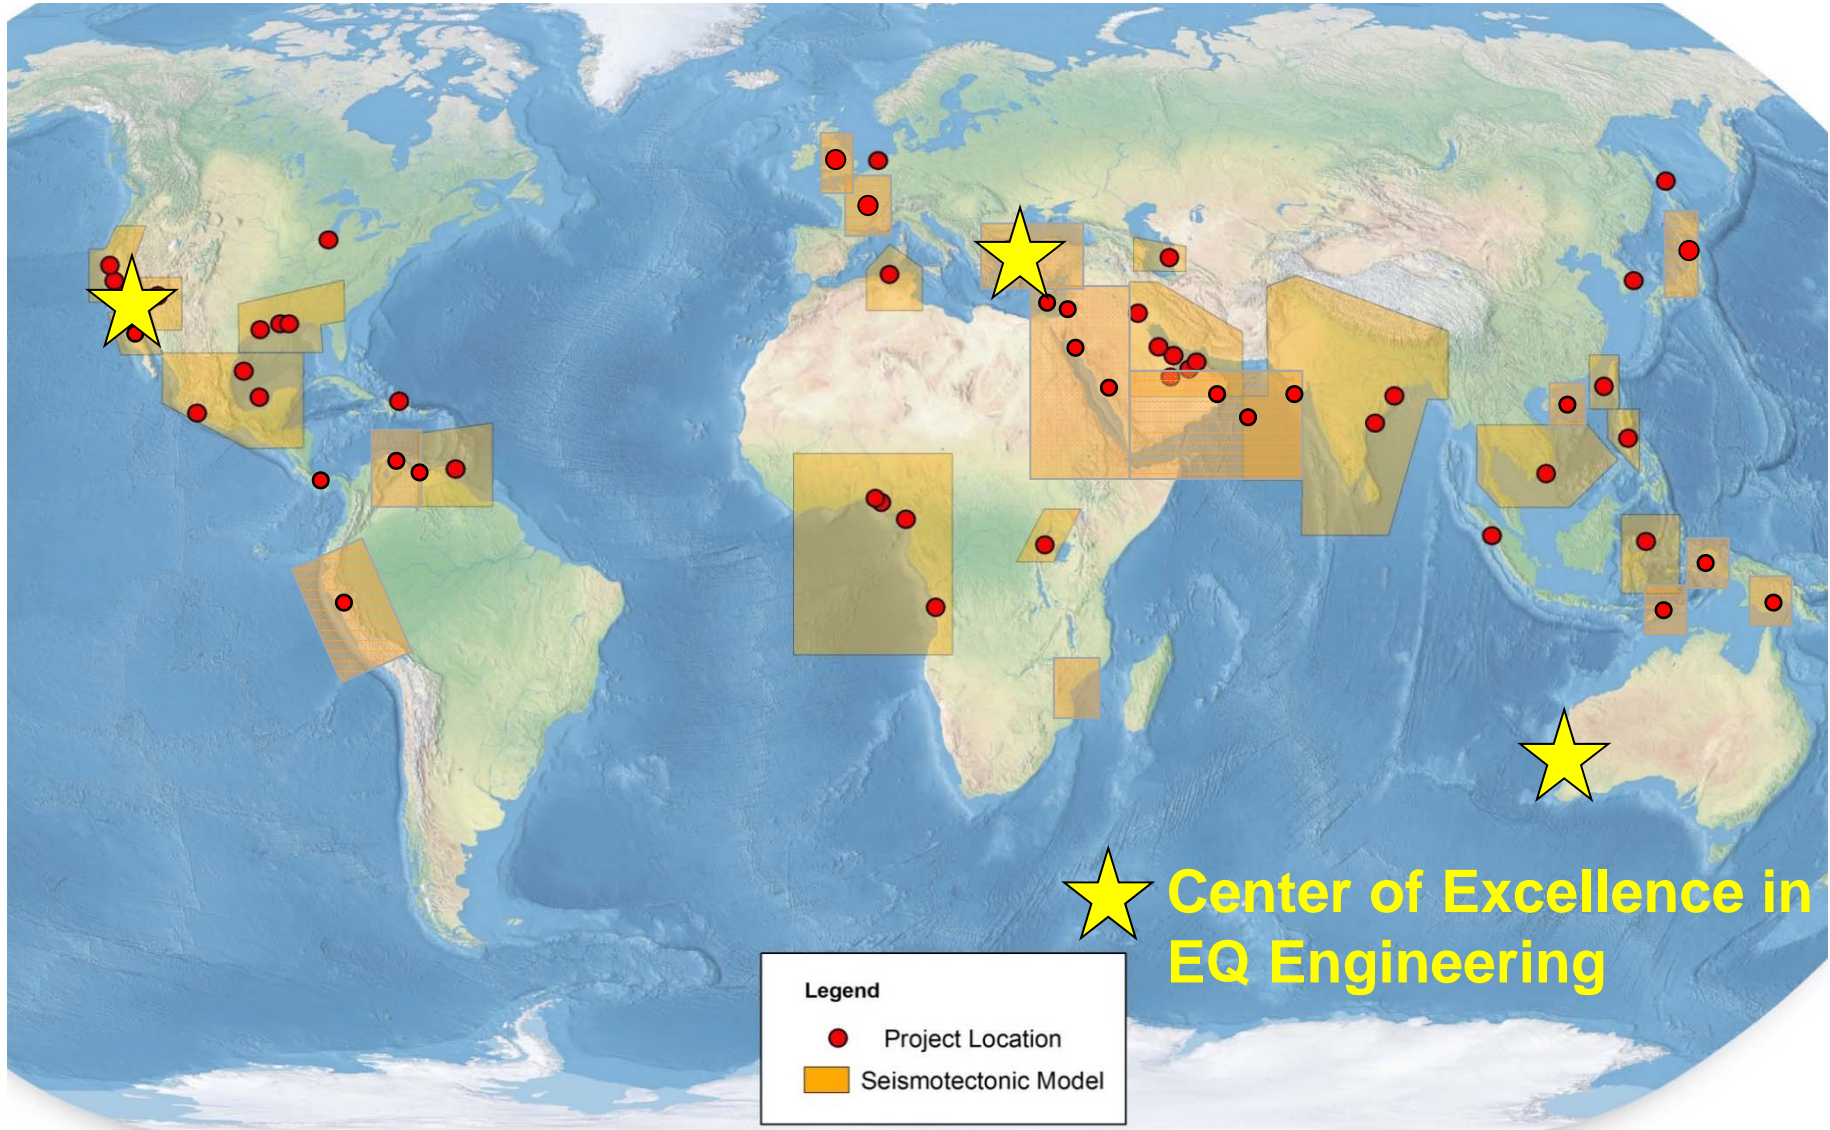 Center of Excellence in
EQ Engineering
Legend
Project Location
Seismotectonic Model